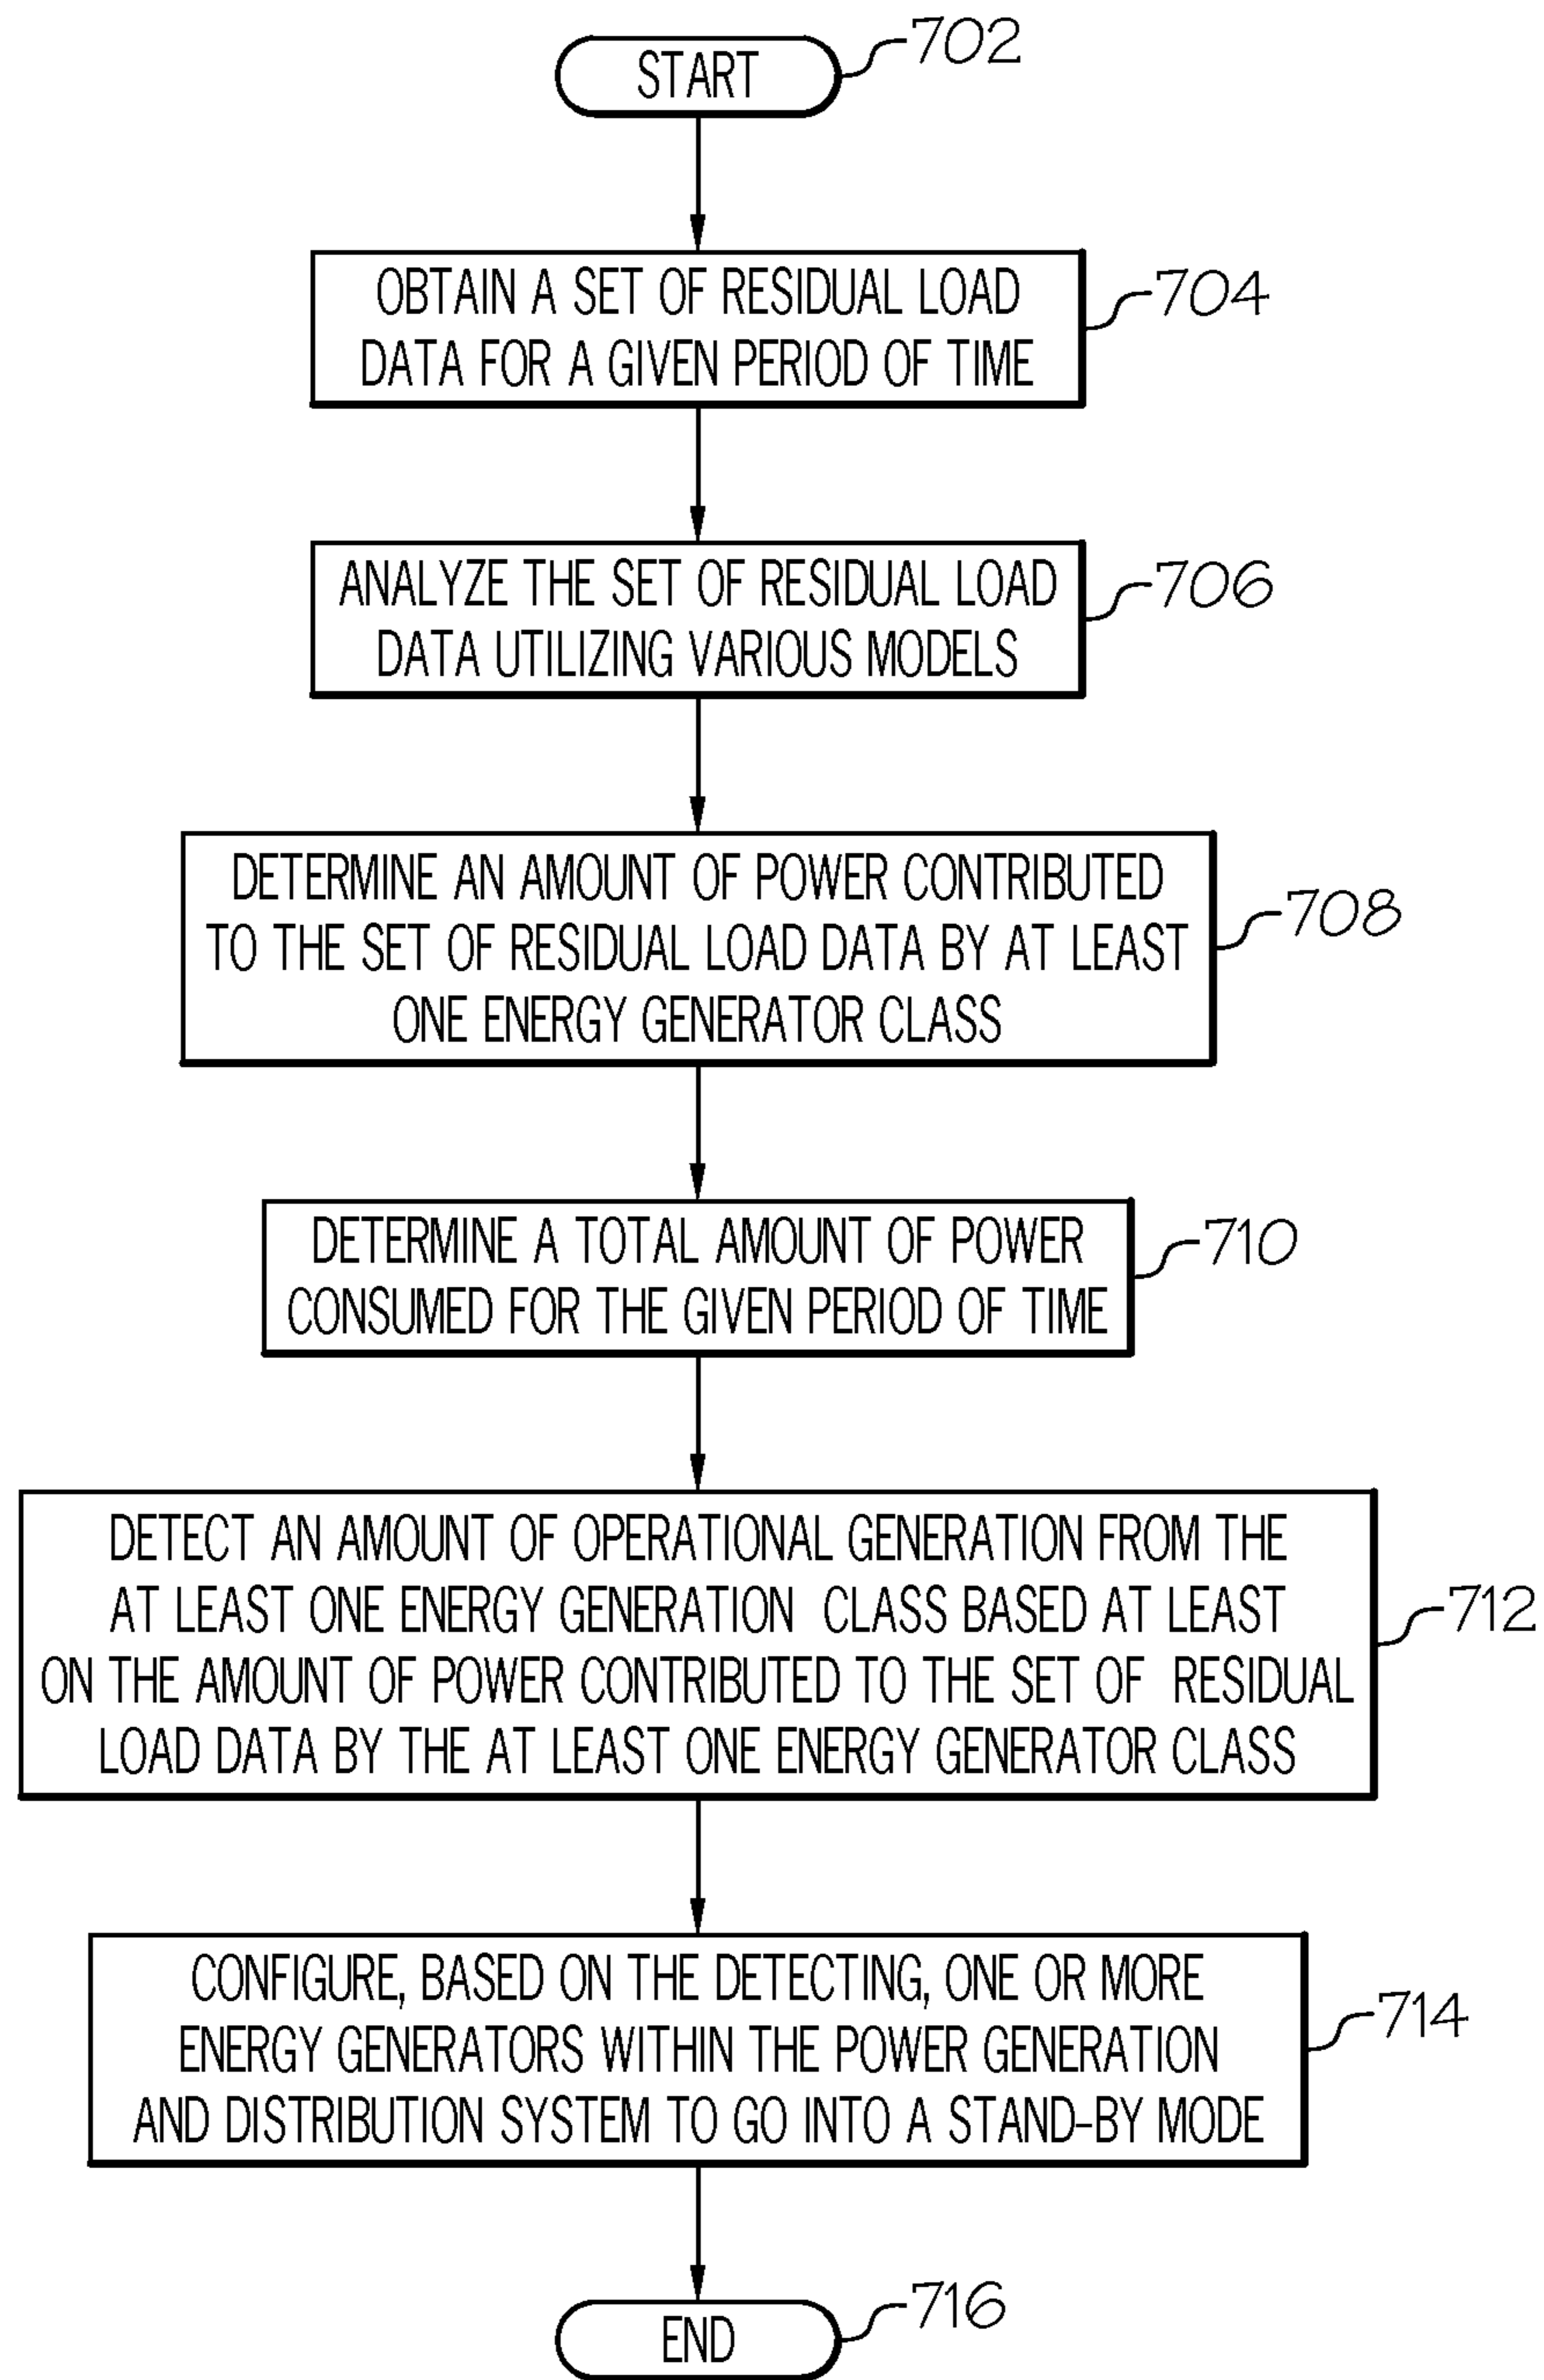 START
702
OBTAIN A SET OF RESIDUAL LOAD
DATA FOR A GIVEN PERIOD OF TIME
704
ANALYZE THE SET OF RESIDUAL LOAD
DATA UTILIZING VARIOUS MODELS
706
DETERMINE AN AMOUNT OF POWER CONTRIBUTED
TO THE SET OF RESIDUAL LOAD DATA BY AT LEAST
ONE ENERGY GENERATOR CLASS
708
DETERMINE A TOTAL AMOUNT OF POWER
CONSUMED FOR THE GIVEN PERIOD OF TIME
710
DETECT AN AMOUNT OF OPERATIONAL GENERATION FROM THE
AT LEAST ONE ENERGY GENERATION CLASS BASED AT LEAST
ON THE AMOUNT OF POWER CONTRIBUTED TO THE SET OF RESIDUAL
LOAD DATA BY THE AT LEAST ONE ENERGY GENERATOR CLASS
712
CONFIGURE, BASED ON THE DETECTING, ONE OR MORE
ENERGY GENERATORS WITHIN THE POWER GENERATION
AND DISTRIBUTION SYSTEM TO GO INTO A STAND-BY MODE
714
END
716